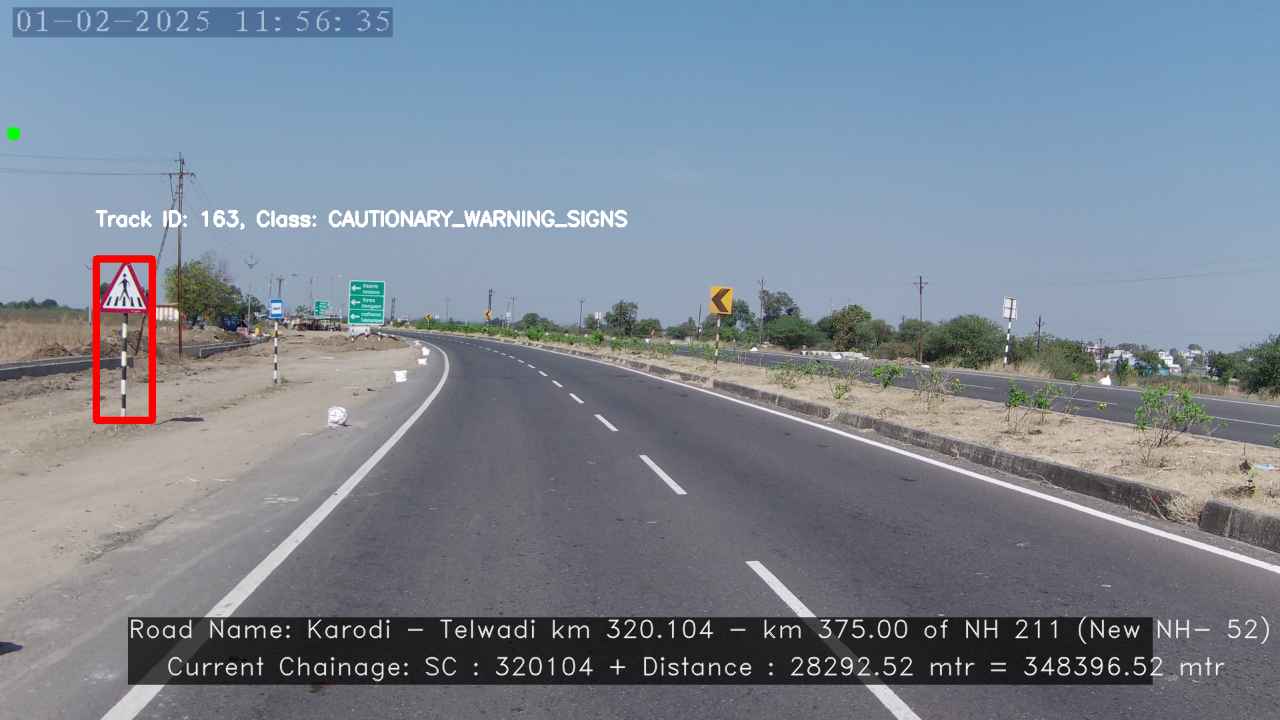 01-02-2025 11:56:35
Track ID: 163, Class: CAUTIONARY_WARNING_SIGNS
Road Name: Karodi - Telwadi km 320.104 - km 375.00 of NH 211 (New NH- 52)
Current Chainage: SC : 320104 + Distance : 28292.52 mtr = 348396.52 mtr